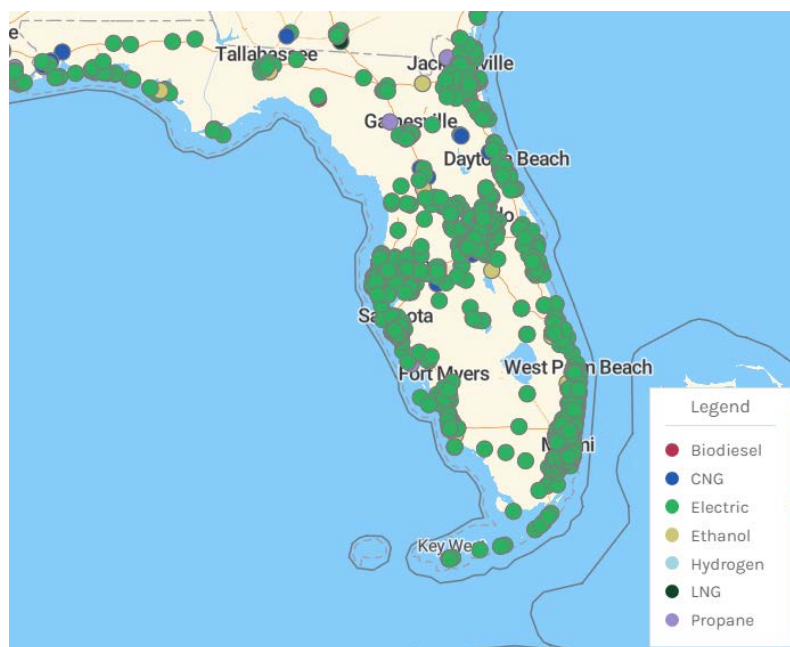 Tallahassee
Jacksonville
Gainesville
Daytona Beach
Sarasota
West Palm Beach
Fort Myers
Miami
Key West
Legend
Biodiesel
CNG
Electric
Ethanol
Hydrogen
LNG
Propane